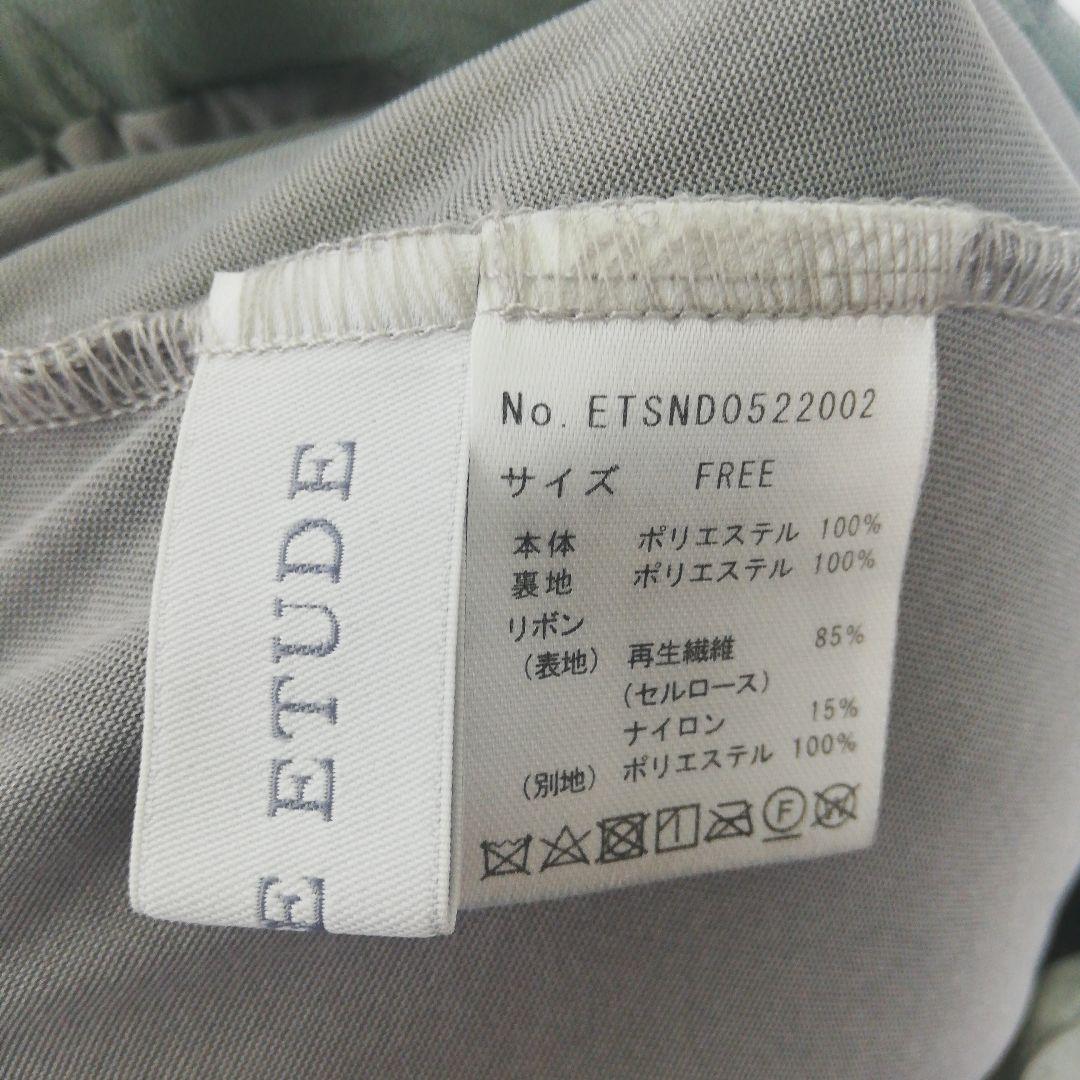 E ETUDE
No. ETSND0522002
サイズ FREE
本体 ポリエステル 100%
裏地 ポリエステル 100%
リボン
(表地) 再生繊維 85%
(セルロース)
ナイロン 15%
(別地) ポリエステル 100%
F
W